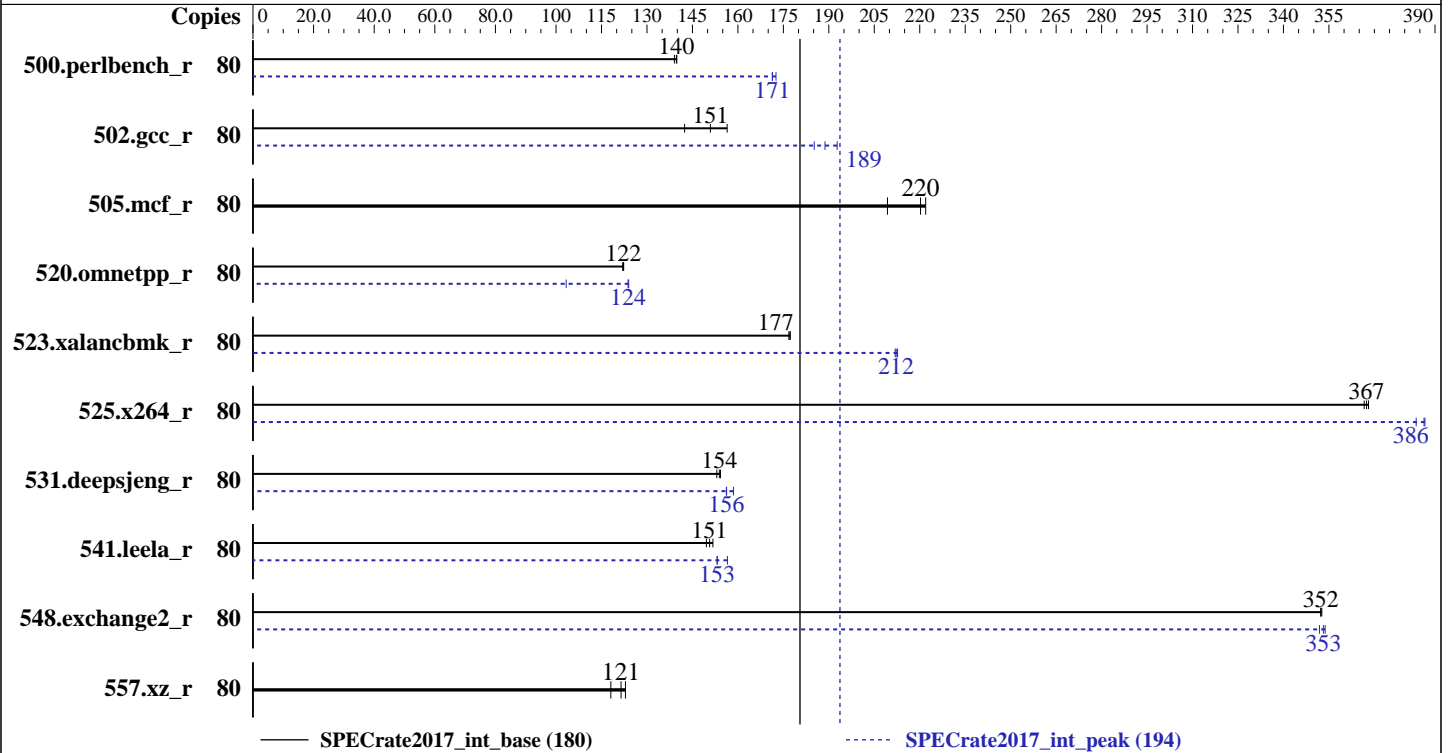 Copies 0 20.0 40.0 60.0 80.0 100 115 130 145 160 175 190 205 220 235 250 265 280 295 310 325 340 355 390
500.perlbench_r 80 140
171
502.gcc_r 80 151
189
505.mcf_r 80 220
520.omnetpp_r 80 122
124
523.xalancbmk_r 80 177
212
525.x264_r 80 367
386
531.deepsjeng_r 80 154
156
541.leela_r 80 151
153
548.exchange2_r 80 352
353
557.xz_r 80 121
SPECrate2017_int_base (180) SPECrate2017_int_peak (194)